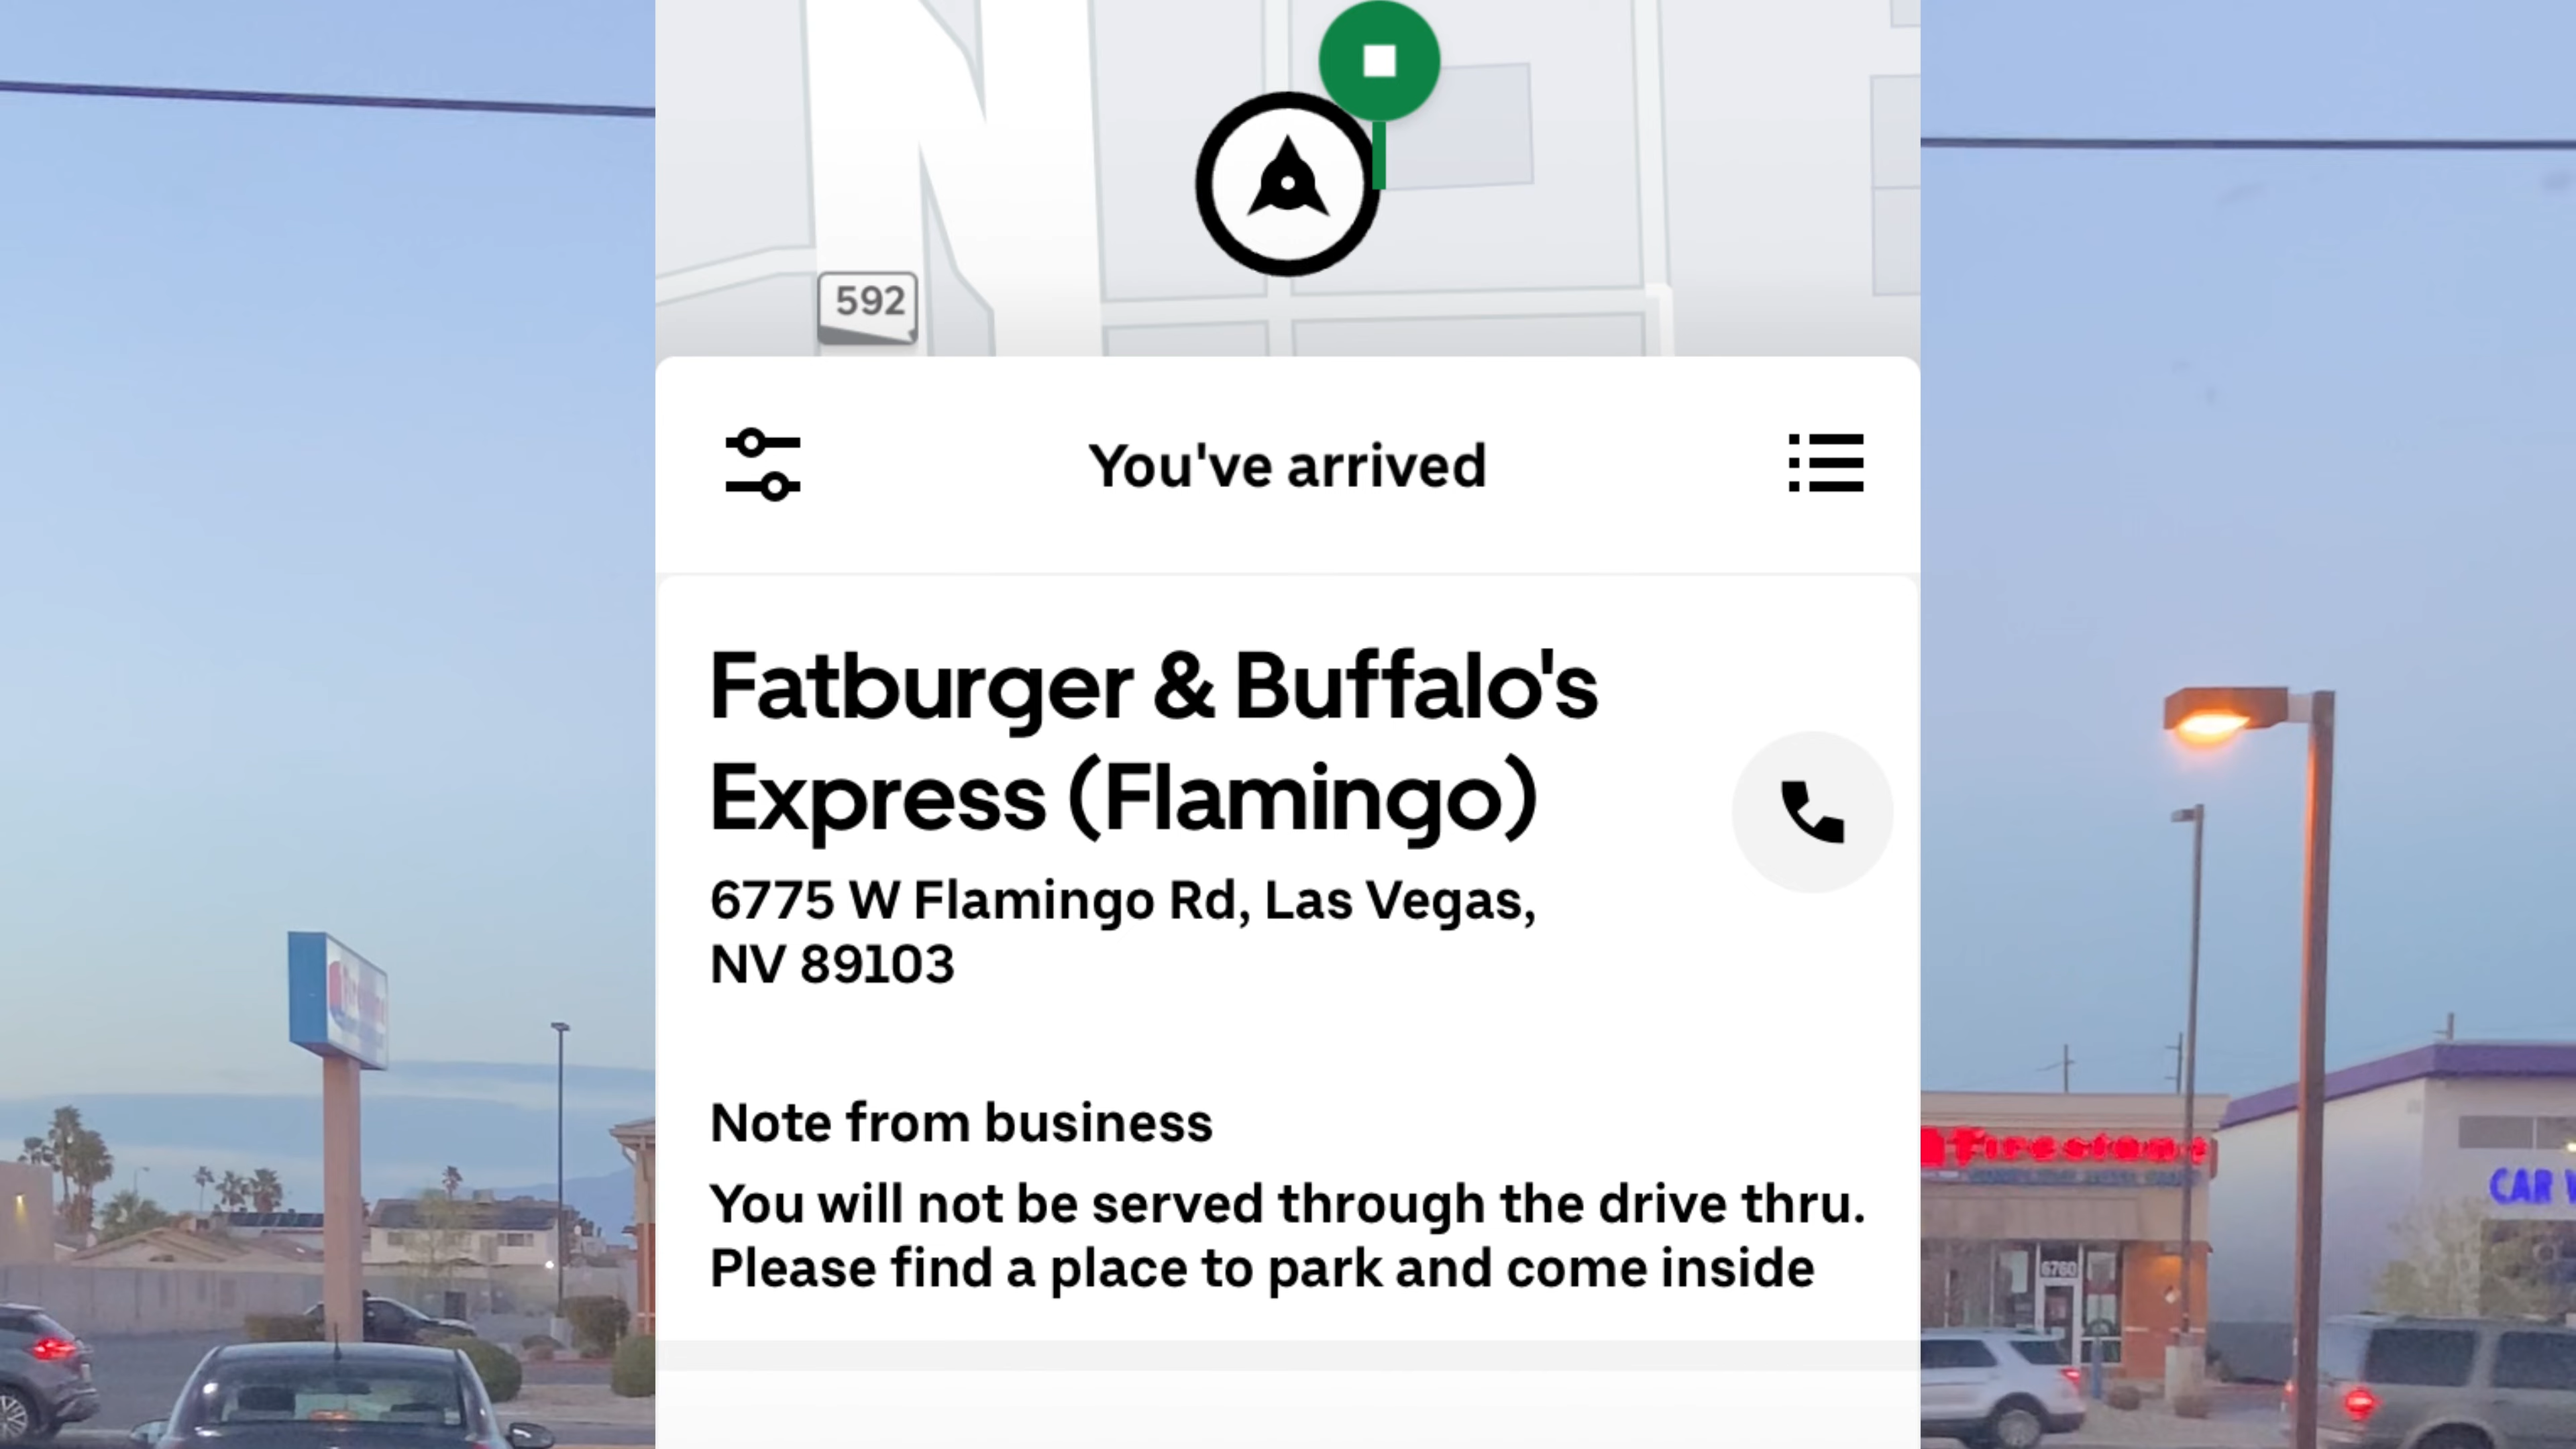 592
You've arrived
Fatburger & Buffalo's
Express (Flamingo)
6775 W Flamingo Rd, Las Vegas,
NV 89103
Note from business
You will not be served through the drive thru.
Please find a place to park and come inside
Firestone
6760
CAR